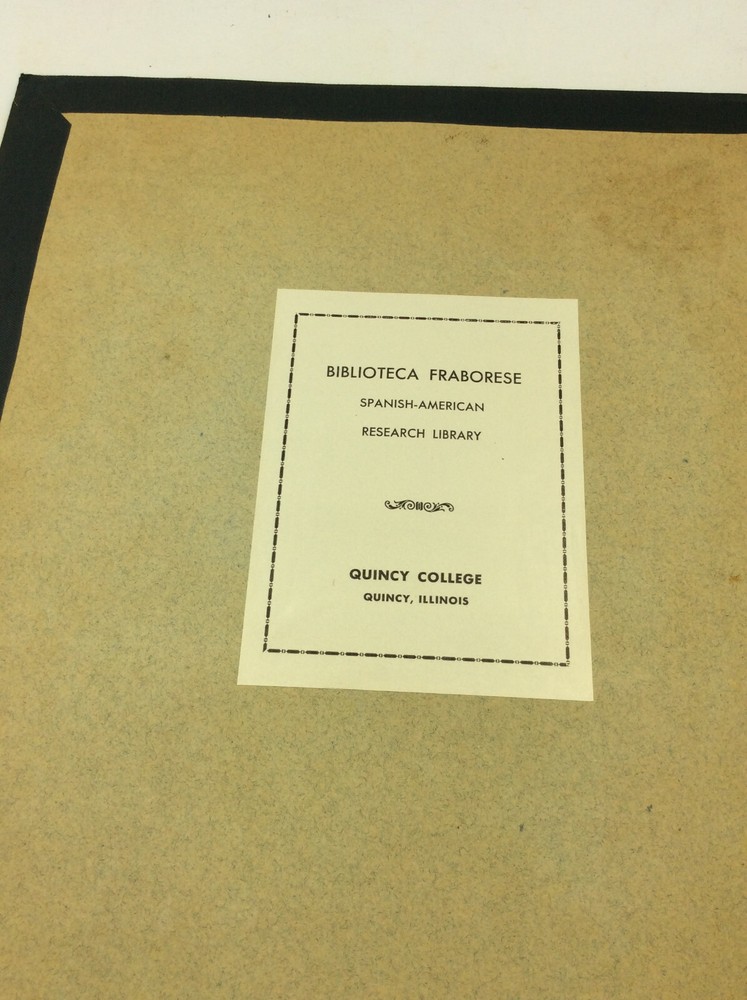 BIBLIOTECA FRABORESE
SPANISH-AMERICAN
RESEARCH LIBRARY
QUINCY COLLEGE
QUINCY, ILLINOIS